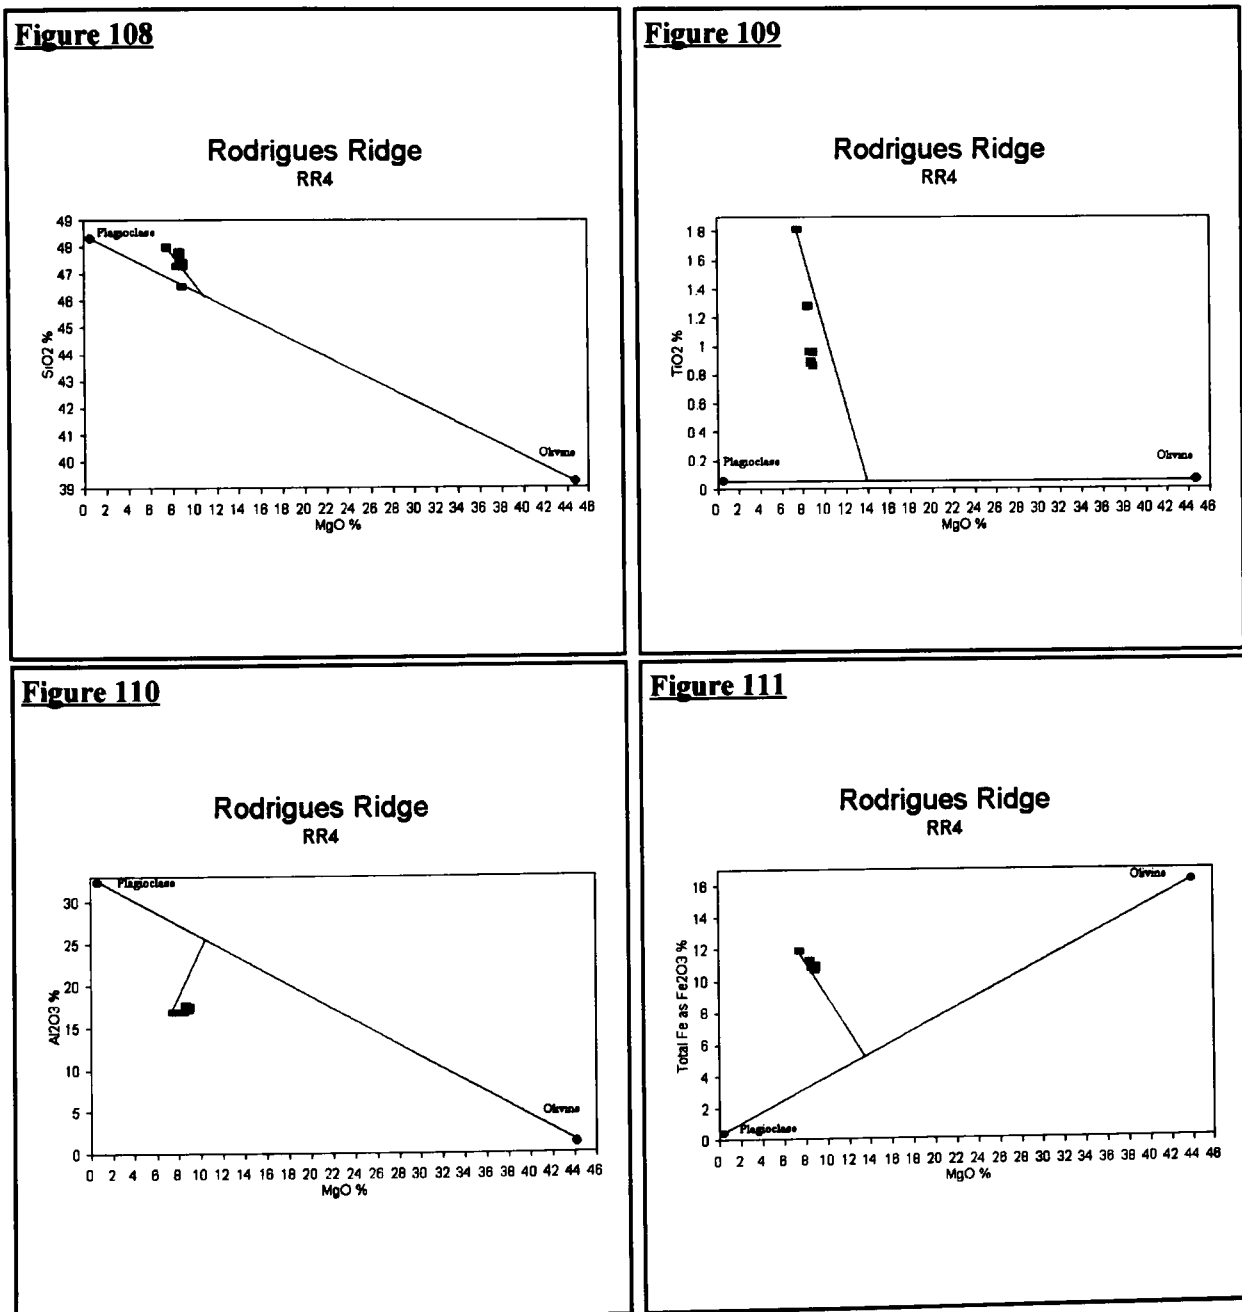 Figure 108
Rodrigues Ridge
RR4
49
48
47
46
45
44
43
42
41
40
39
SiO2 %
Plagioclase
Olivine
0 2 4 6 8 10 12 14 16 18 20 22 24 26 28 30 32 34 36 38 40 42 44 46 48
MgO %
Figure 109
Rodrigues Ridge
RR4
1.8
1.6
1.4
1.2
1
0.8
0.6
0.4
0.2
0
TiO2 %
Plagioclase
Olivine
0 2 4 6 8 10 12 14 16 18 20 22 24 26 28 30 32 34 36 38 40 42 44 46
MgO %
Figure 110
Rodrigues Ridge
RR4
30
25
20
15
10
5
0
Al2O3 %
Plagioclase
Olivine
0 2 4 6 8 10 12 14 16 18 20 22 24 26 28 30 32 34 36 38 40 42 44 46
MgO %
Figure 111
Rodrigues Ridge
RR4
16
14
12
10
8
6
4
2
0
Total Fe as Fe2O3 %
Olivine
Plagioclase
0 2 4 6 8 10 12 14 16 18 20 22 24 26 28 30 32 34 36 38 40 42 44 46
MgO %